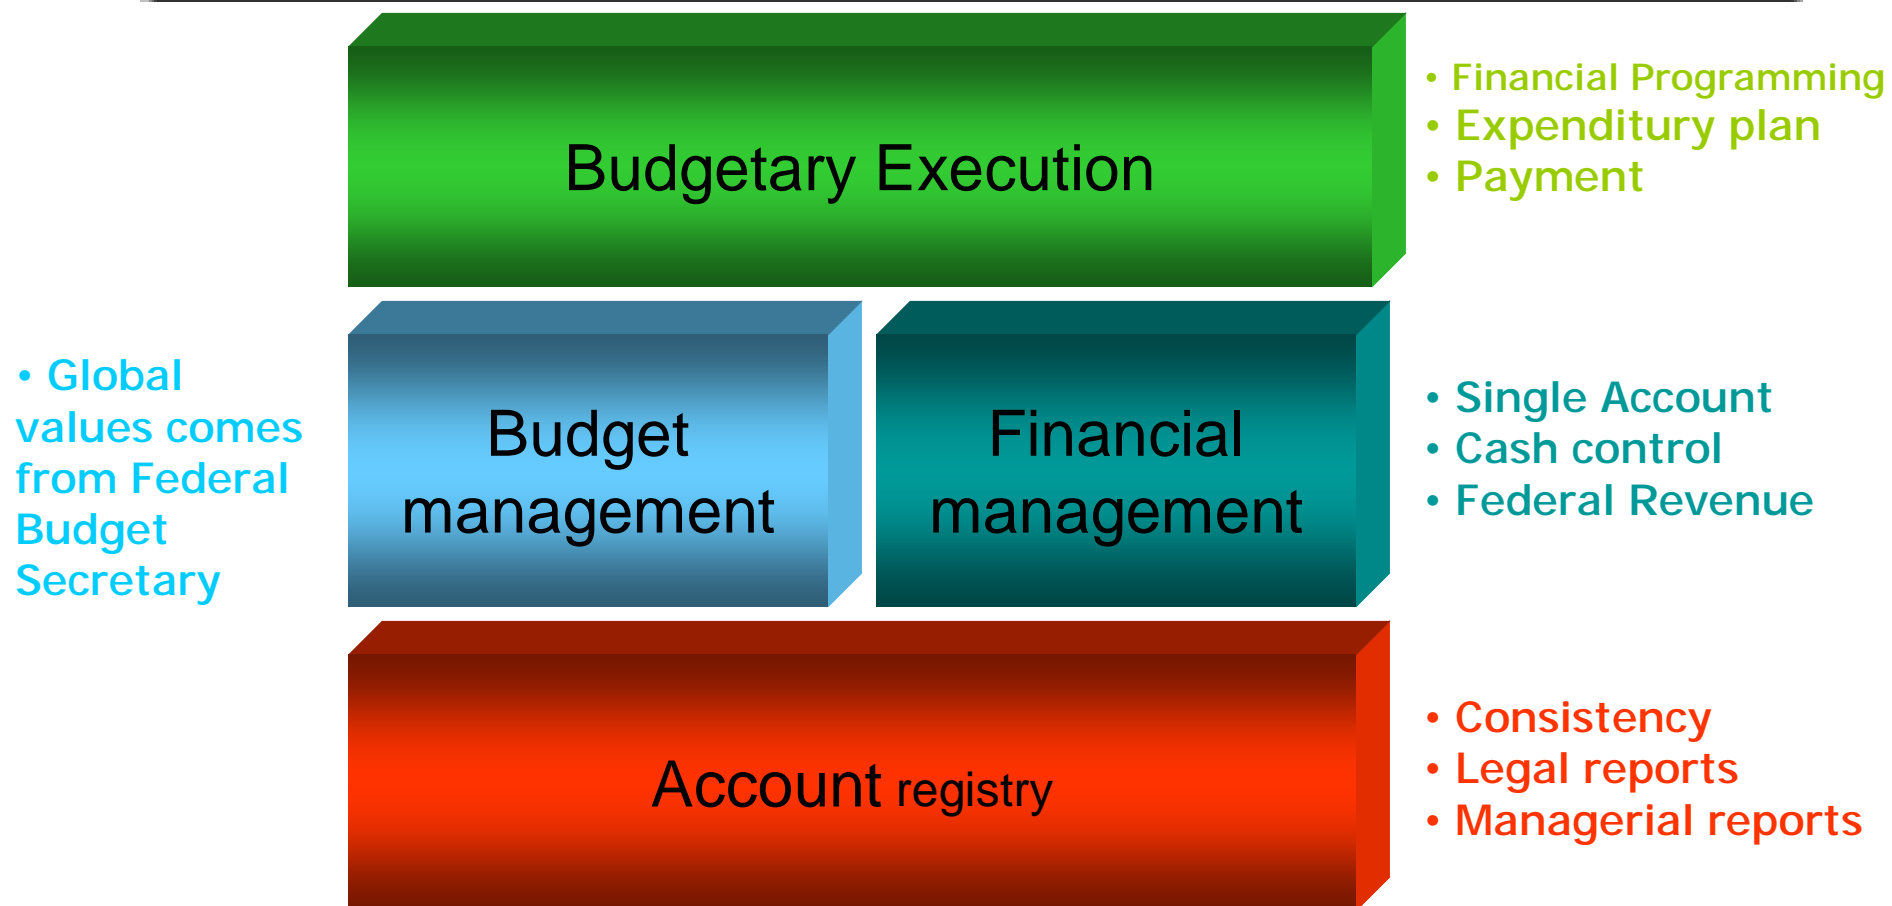 Budgetary Execution
• Financial Programming
• Expenditury plan
• Payment
• Global
values comes
from Federal
Budget
Secretary
Budget
management
Financial
management
• Single Account
• Cash control
• Federal Revenue
Account registry
• Consistency
• Legal reports
• Managerial reports